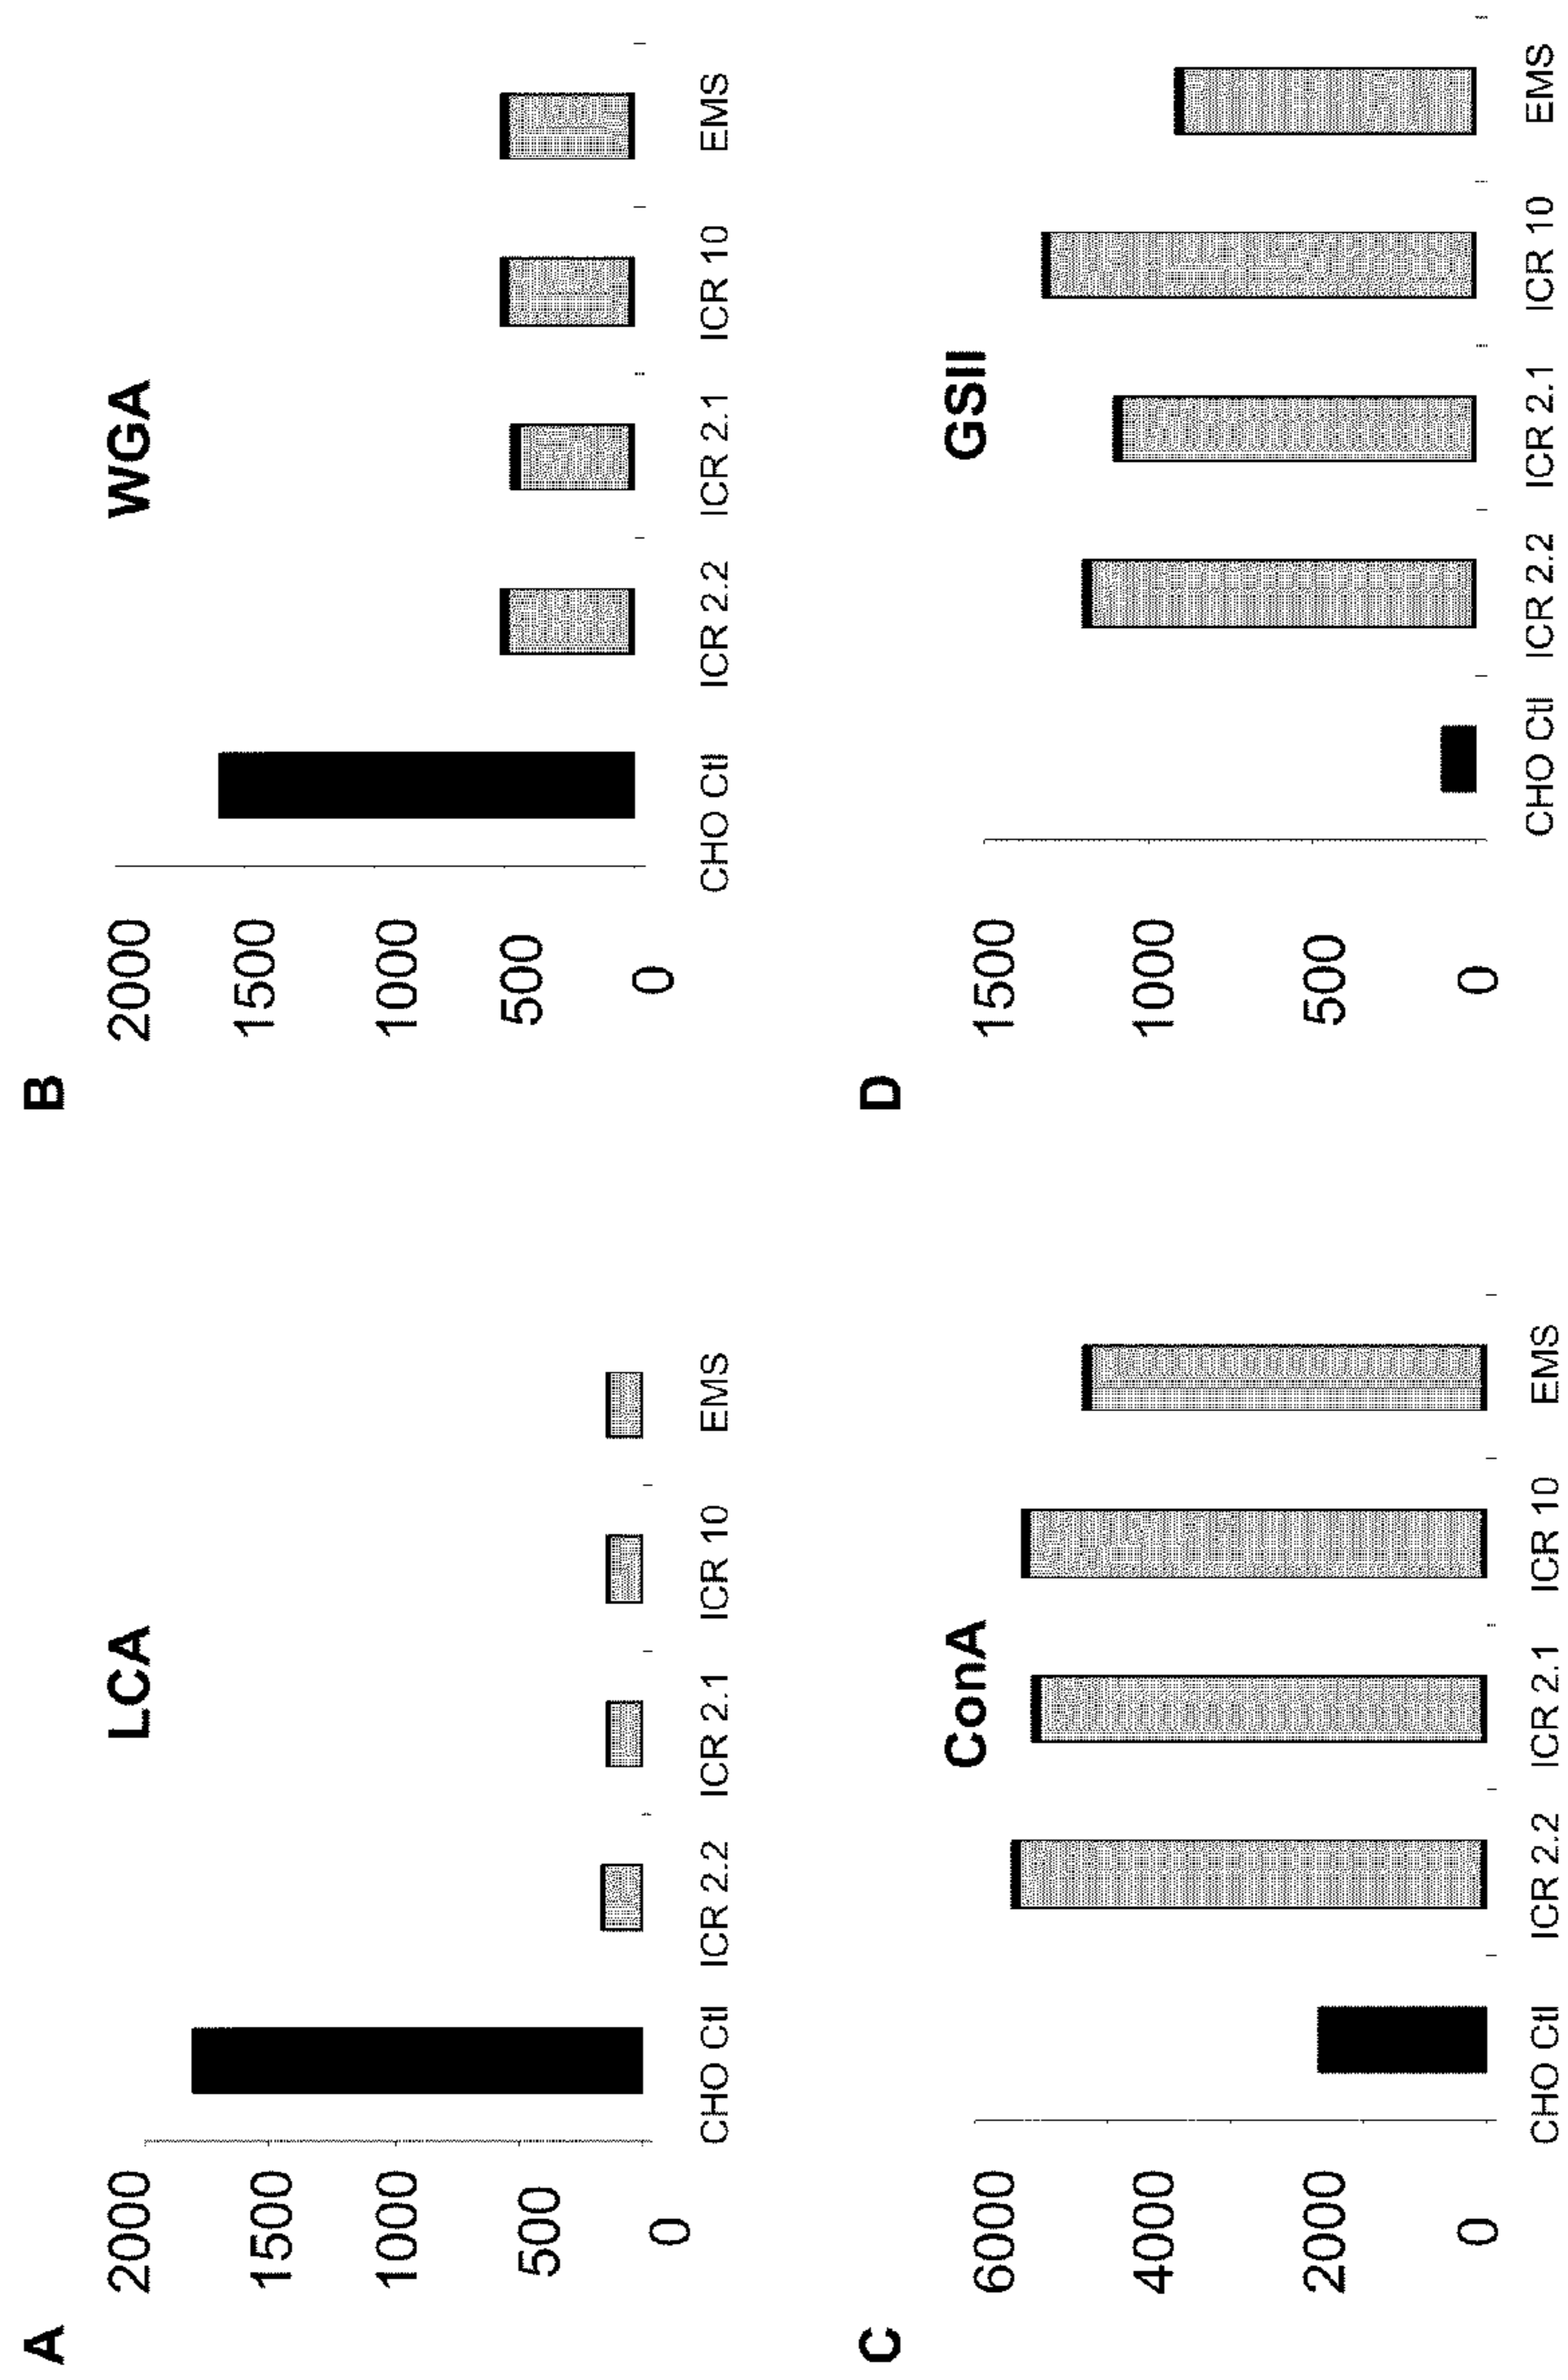 A
LCA
2000
1500
1000
500
0
CHO Ctl
ICR 2.2
ICR 2.1
ICR 10
EMS
B
WGA
2000
1500
1000
500
0
CHO Ctl
ICR 2.2
ICR 2.1
ICR 10
EMS
C
ConA
6000
4000
2000
0
CHO Ctl
ICR 2.2
ICR 2.1
ICR 10
EMS
D
GSII
1500
1000
500
0
CHO Ctl
ICR 2.2
ICR 2.1
ICR 10
EMS